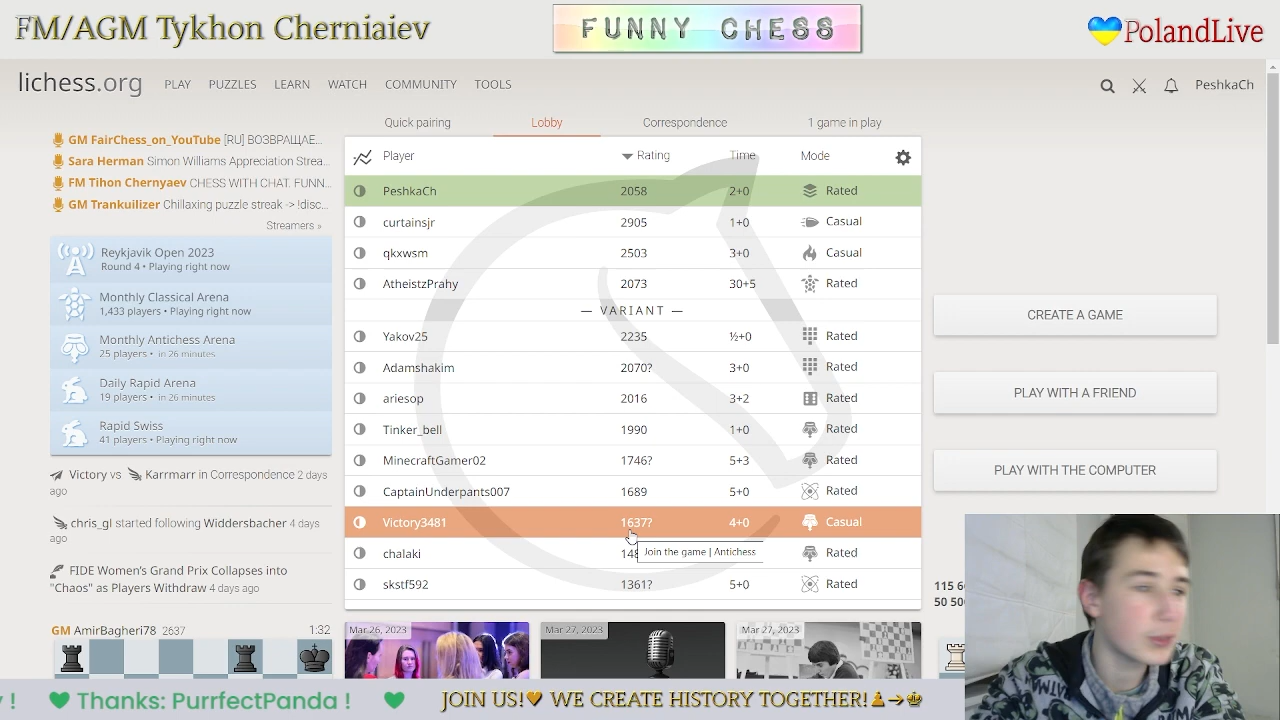 FM/AGM Tykhon Cherniaiev
FUNNY CHESS
PolandLive
lichess.org
PLAY
PUZZLES
LEARN
WATCH
COMMUNITY
TOOLS
PeshkaCh
GM FairChess_on_YouTube [RU] ВОЗВРАЩАЕ...
Sara Herman Simon Williams Appreciation Strea...
FM Tihon Chernyaev CHESS WITH CHAT. FUNN...
GM Trankuilizer Chillaxing puzzle streak -> !disc...
Streamers »
Reykjavik Open 2023
Round 4 • Playing right now
Monthly Classical Arena
1,433 players • Playing right now
Monthly Antichess Arena
25 players • in 26 minutes
Daily Rapid Arena
19 players • in 26 minutes
Rapid Swiss
41 players • Playing right now
Victory vs Karrmarr in Correspondence 2 days
ago
chris_gl started following Widdersbacher 4 days
ago
FIDE Women's Grand Prix Collapses into
"Chaos" as Players Withdraw 4 days ago
GM AmirBagheri78 2637 1:32
Quick pairing
Lobby
Correspondence
1 game in play
Player Rating Time Mode
PeshkaCh 2058 2+0 Rated
curtainsjr 2905 1+0 Casual
qkxwsm 2503 3+0 Casual
AtheistzPrahy 2073 30+5 Rated
— VARIANT —
Yakov25 2235 ½+0 Rated
Adamshakim 2070? 3+0 Rated
ariesop 2016 3+2 Rated
Tinker_bell 1990 1+0 Rated
MinecraftGamer02 1746? 5+3 Rated
CaptainUnderpants007 1689 5+0 Rated
Victory3481 1637? 4+0 Casual
Join the game | Antichess
chalaki 148 Rated
skstf592 1361? 5+0 Rated
Mar 26, 2023
Mar 27, 2023
Mar 27, 2023
CREATE A GAME
PLAY WITH A FRIEND
PLAY WITH THE COMPUTER
115 6
50 50
BATMAN
y ! Thanks: PurrfectPanda !
JOIN US! WE CREATE HISTORY TOGETHER!